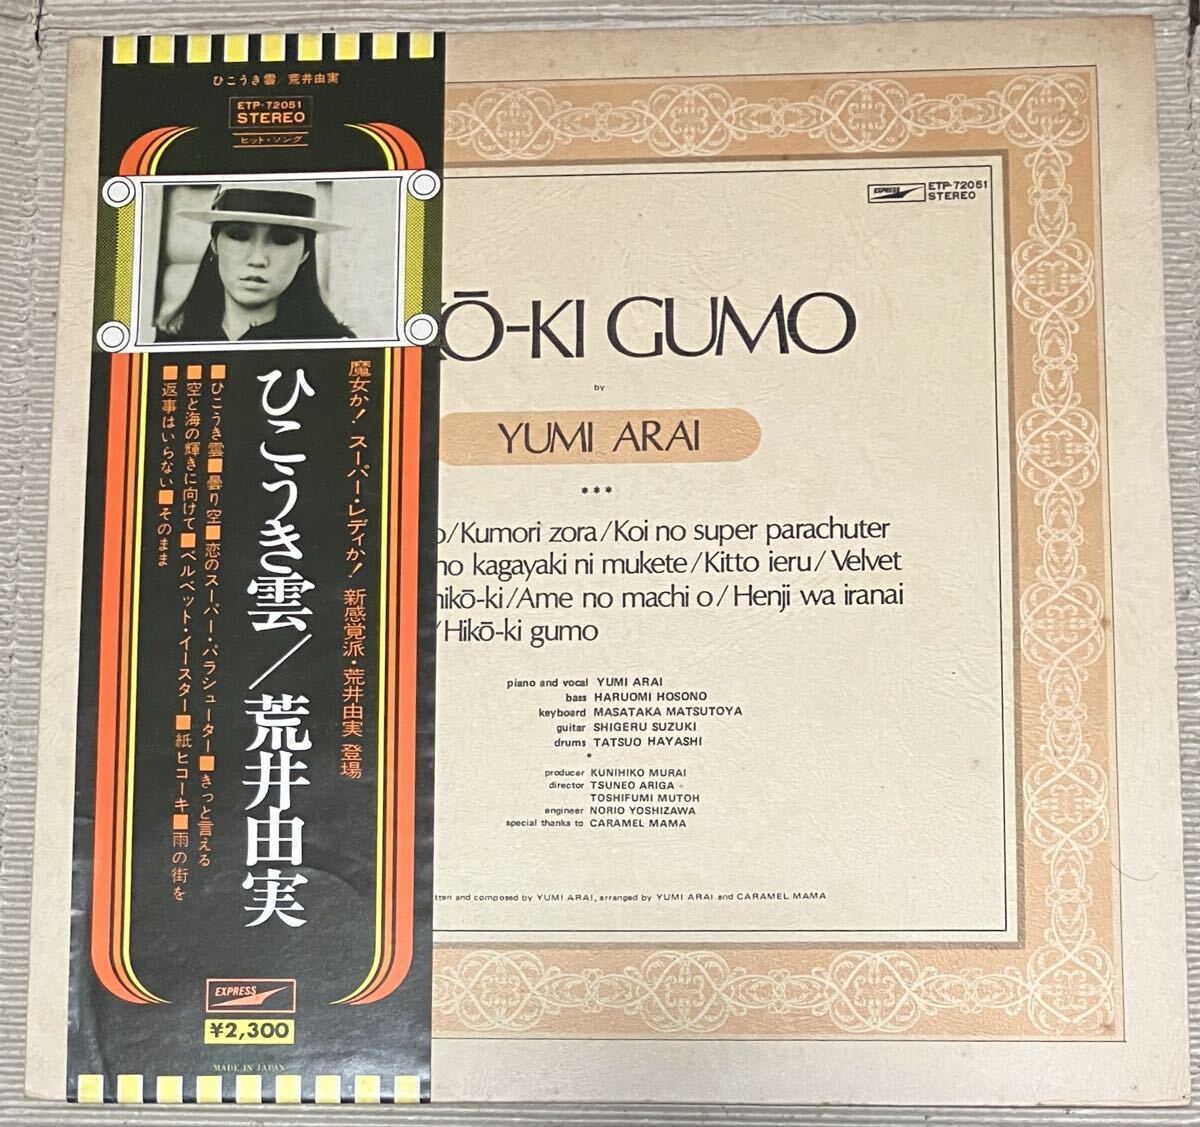 ひこうき雲/荒井由実
ETP-72051
STEREO
ヒット・ソング
魔女か! スーパー・レディか! 新感覚派・荒井由実 登場
ひこうき雲/荒井由実
■ひこうき雲■曇り空■恋のスーパー・パラシューター■きっと言える
■空と海の輝きに向けて■ベルベット・イースター■紙ヒコーキ■雨の街を
■返事はいらない■そのまま
EXPRESS
¥2,300
MADE IN JAPAN
EXPRESS
ETP-72051
STEREO
KŌ-KI GUMO
by
YUMI ARAI
***
o/Kumori zora/Koi no super parachuter
no kagayaki ni mukete/Kitto ieru/Velvet
hikō-ki/Ame no machi o/Henji wa iranai
/Hikō-ki gumo
piano and vocal YUMI ARAI
bass HARUOMI HOSONO
keyboard MASATAKA MATSUTOYA
guitar SHIGERU SUZUKI
drums TATSUO HAYASHI
*
producer KUNIHIKO MURAI
director TSUNEO ARIGA
TOSHIFUMI MUTOH
engineer NORIO YOSHIZAWA
special thanks to CARAMEL MAMA
tten and composed by YUMI ARAI, arranged by YUMI ARAI and CARAMEL MAMA